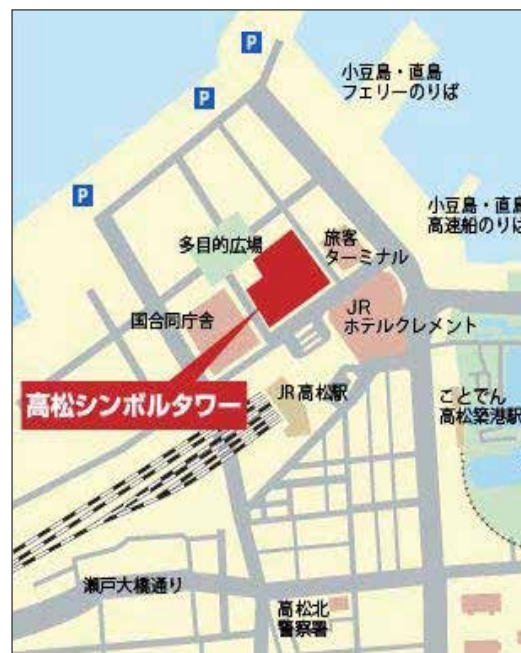 P
小豆島・直島
フェリーのりば
P
P
小豆島・直島
高速船のりば
多目的広場
旅客
ターミナル
国合同庁舎
JR
ホテルクレメント
高松シンボルタワー
JR高松駅
ことでん
高松築港駅
瀬戸大橋通り
高松北
警察署